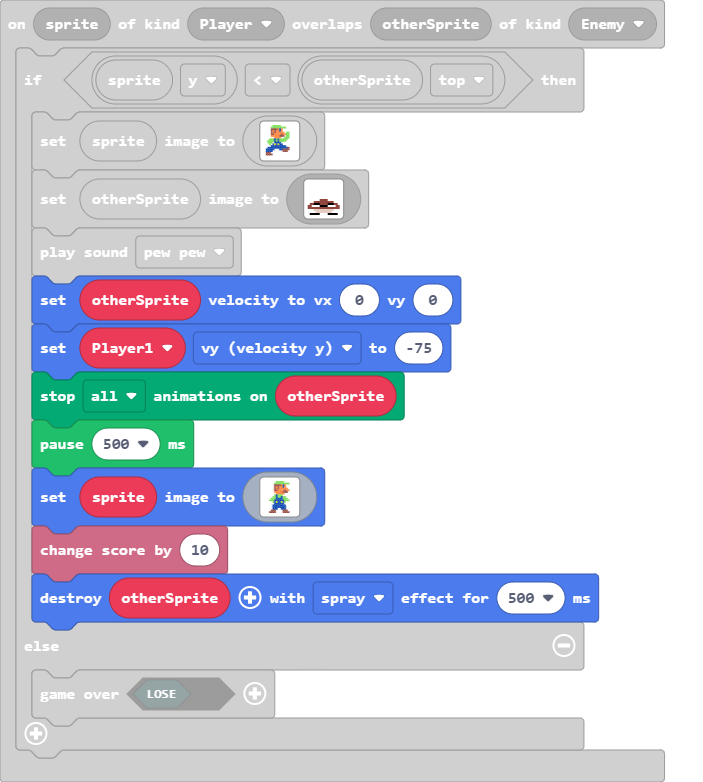 on sprite of kind Player overlaps otherSprite of kind Enemy
if sprite y < otherSprite top then
set sprite image to
set otherSprite image to
play sound pew pew
set otherSprite velocity to vx 0 vy 0
set Player1 vy (velocity y) to -75
stop all animations on otherSprite
pause 500 ms
set sprite image to
change score by 10
destroy otherSprite with spray effect for 500 ms
else
game over LOSE